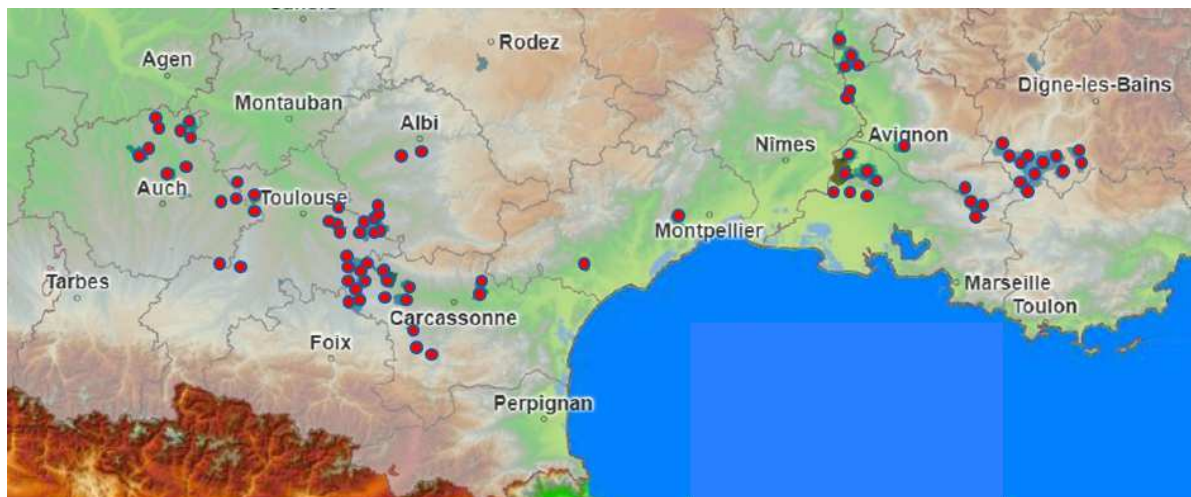 Rodez
Agen
Digne-les-Bains
Montauban
Albi
Avignon
Nîmes
Auch
Toulouse
Montpellier
Tarbes
Marseille
Toulon
Carcassonne
Foix
Perpignan